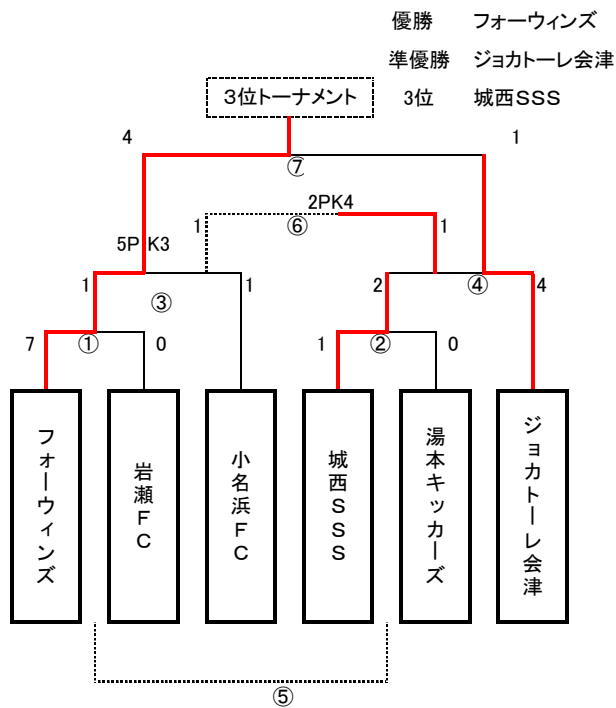 優勝 フォーウィンズ
準優勝 ジョカトーレ会津
3位 城西SSS
3位トーナメント
4 1
⑦
2PK4
1 ⑥ 1
5PK3
1 ③ 1 2 ④ 4
7 ① 0 1 ② 0
フォーウィンズ
岩瀬FC
小名浜FC
城西SSS
湯本キッカーズ
ジョカトーレ会津
⑤